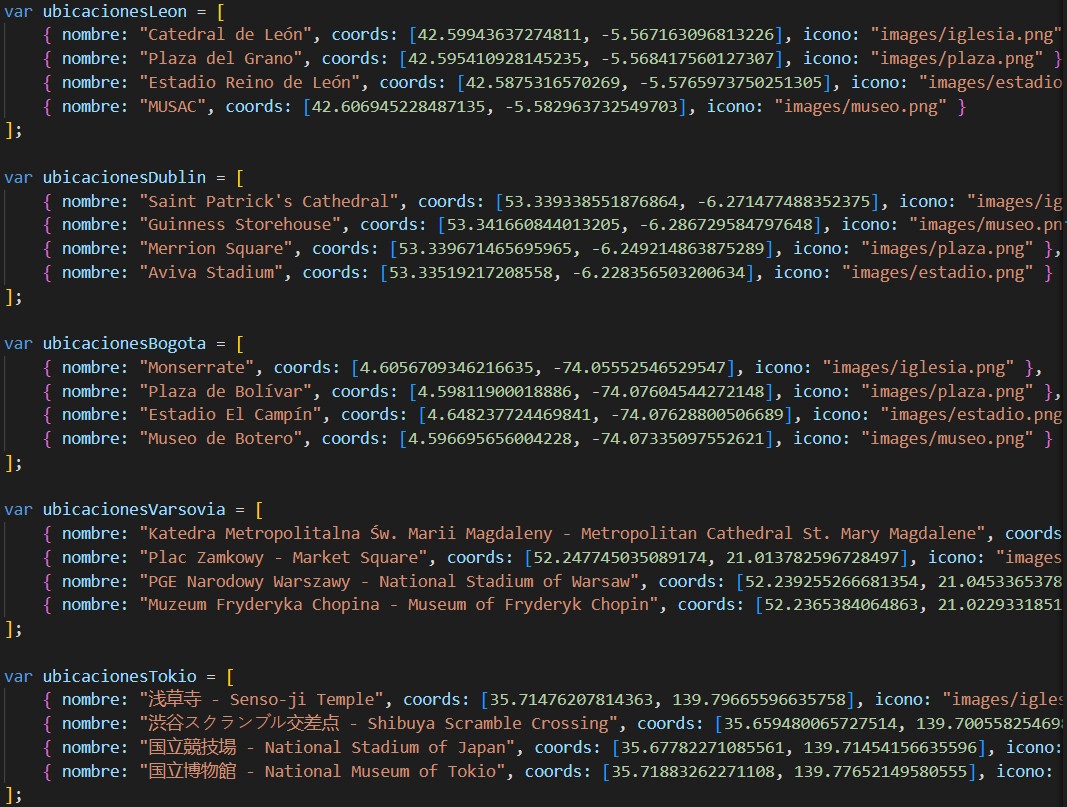 var ubicacionesLeon = [
{ nombre: "Catedral de León", coords: [42.59943637274811, -5.567163096813226], icono: "images/iglesia.png"
{ nombre: "Plaza del Grano", coords: [42.595410928145235, -5.568417560127307], icono: "images/plaza.png" }
{ nombre: "Estadio Reino de León", coords: [42.5875316570269, -5.5765973750251305], icono: "images/estadio
{ nombre: "MUSAC", coords: [42.606945228487135, -5.582963732549703], icono: "images/museo.png" }
];
var ubicacionesDublin = [
{ nombre: "Saint Patrick's Cathedral", coords: [53.339338551876864, -6.271477488352375], icono: "images/ig
{ nombre: "Guinness Storehouse", coords: [53.341660844013205, -6.286729584797648], icono: "images/museo.pn
{ nombre: "Merrion Square", coords: [53.339671465695965, -6.249214863875289], icono: "images/plaza.png" },
{ nombre: "Aviva Stadium", coords: [53.33519217208558, -6.228356503200634], icono: "images/estadio.png" }
];
var ubicacionesBogota = [
{ nombre: "Monserrate", coords: [4.6056709346216635, -74.05552546529547], icono: "images/iglesia.png" },
{ nombre: "Plaza de Bolívar", coords: [4.59811900018886, -74.07604544272148], icono: "images/plaza.png" },
{ nombre: "Estadio El Campín", coords: [4.648237724469841, -74.07628800506689], icono: "images/estadio.png
{ nombre: "Museo de Botero", coords: [4.596695656004228, -74.07335097552621], icono: "images/museo.png" }
];
var ubicacionesVarsovia = [
{ nombre: "Katedra Metropolitalna Św. Marii Magdaleny - Metropolitan Cathedral St. Mary Magdalene", coords
{ nombre: "Plac Zamkowy - Market Square", coords: [52.247745035089174, 21.013782596728497], icono: "images
{ nombre: "PGE Narodowy Warszawy - National Stadium of Warsaw", coords: [52.239255266681354, 21.0453365378
{ nombre: "Muzeum Fryderyka Chopina - Museum of Fryderyk Chopin", coords: [52.2365384064863, 21.0229331851
];
var ubicacionesTokio = [
{ nombre: "浅草寺 - Senso-ji Temple", coords: [35.71476207814363, 139.79665596635758], icono: "images/igles
{ nombre: "渋谷スクランブル交差点 - Shibuya Scramble Crossing", coords: [35.659480065727514, 139.70055825469
{ nombre: "国立競技場 - National Stadium of Japan", coords: [35.67782271085561, 139.71454156635596], icono:
{ nombre: "国立博物館 - National Museum of Tokio", coords: [35.71883262271108, 139.77652149580555], icono:
];